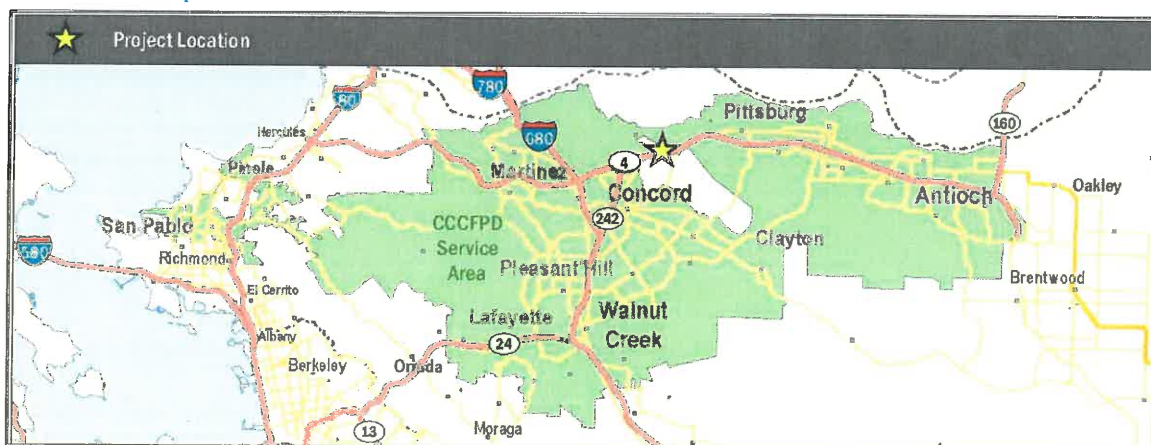 Project Location
780
80
Hercules
680
Pittsburg
160
4
Pinole
Martinez
Concord
Oakley
Antioch
San Pablo
CCCFPD
Service
Area
242
Clayton
580
Richmond
Pleasant Hill
Brentwood
El Cerrito
Lafayette
Walnut
Creek
Albany
24
Berkeley
Orinda
13
Moraga